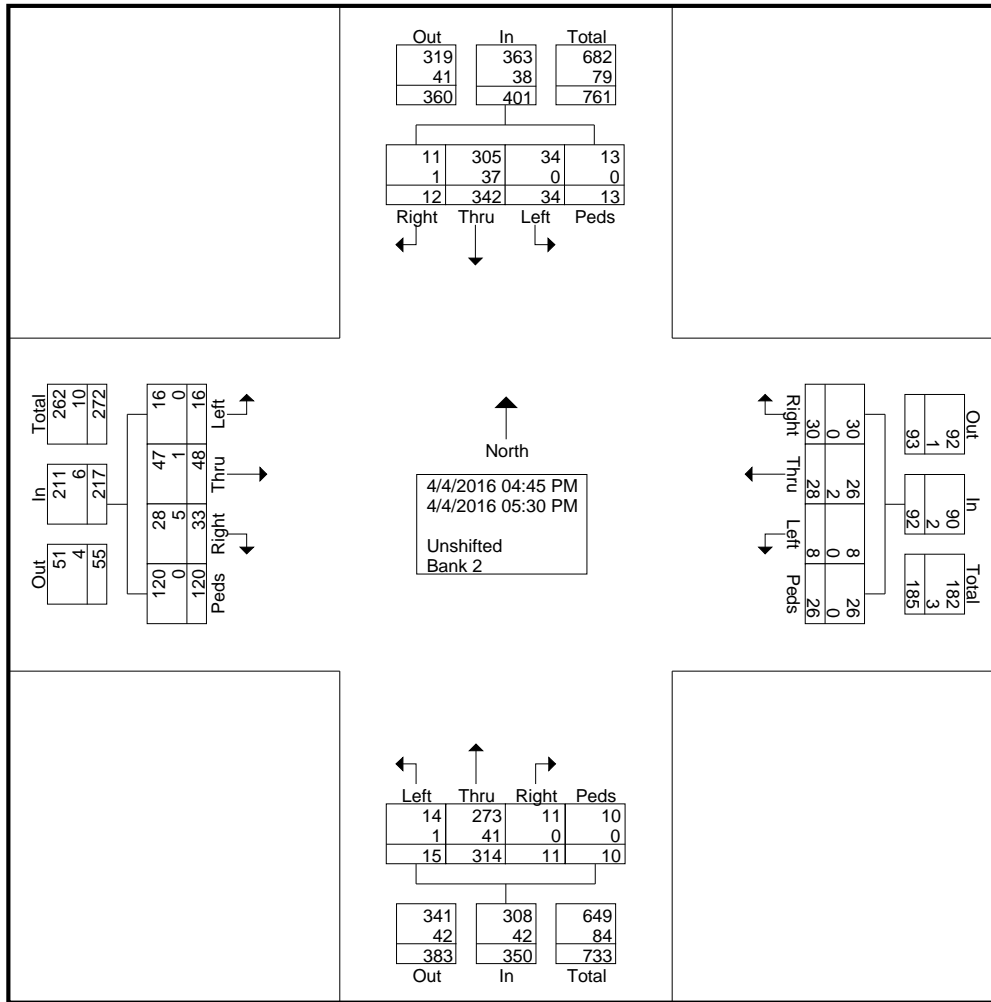 Out In Total
319 363 682
41 38 79
360 401 761
11 305 34 13
1 37 0 0
12 342 34 13
Right Thru Left Peds
Total
262
10
272
In
211
6
217
Out
51
4
55
16
0
16
Left
47
1
48
Thru
28
5
33
Right
120
0
120
Peds
North
4/4/2016 04:45 PM
4/4/2016 05:30 PM
Unshifted
Bank 2
Right
30
0
30
Thru
28
2
26
Left
8
0
8
Peds
26
0
26
Out
92
1
93
In
90
2
92
Total
182
3
185
Left Thru Right Peds
14 273 11 10
1 41 0 0
15 314 11 10
341 308 649
42 42 84
383 350 733
Out In Total